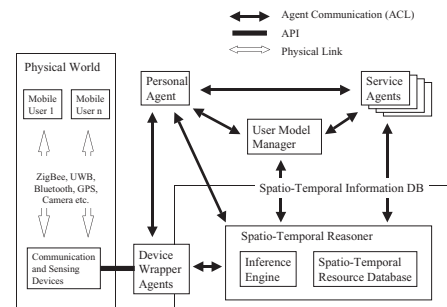 Agent Communication (ACL)
API
Physical Link
Physical World
Mobile
User 1
Mobile
User n
ZigBee, UWB,
Bluetooth, GPS,
Camera etc.
Communication
and Sensing
Devices
Personal
Agent
Service
Agents
User Model
Manager
Spatio-Temporal Information DB
Device
Wrapper
Agents
Spatio-Temporal Reasoner
Inference
Engine
Spatio-Temporal
Resource Database